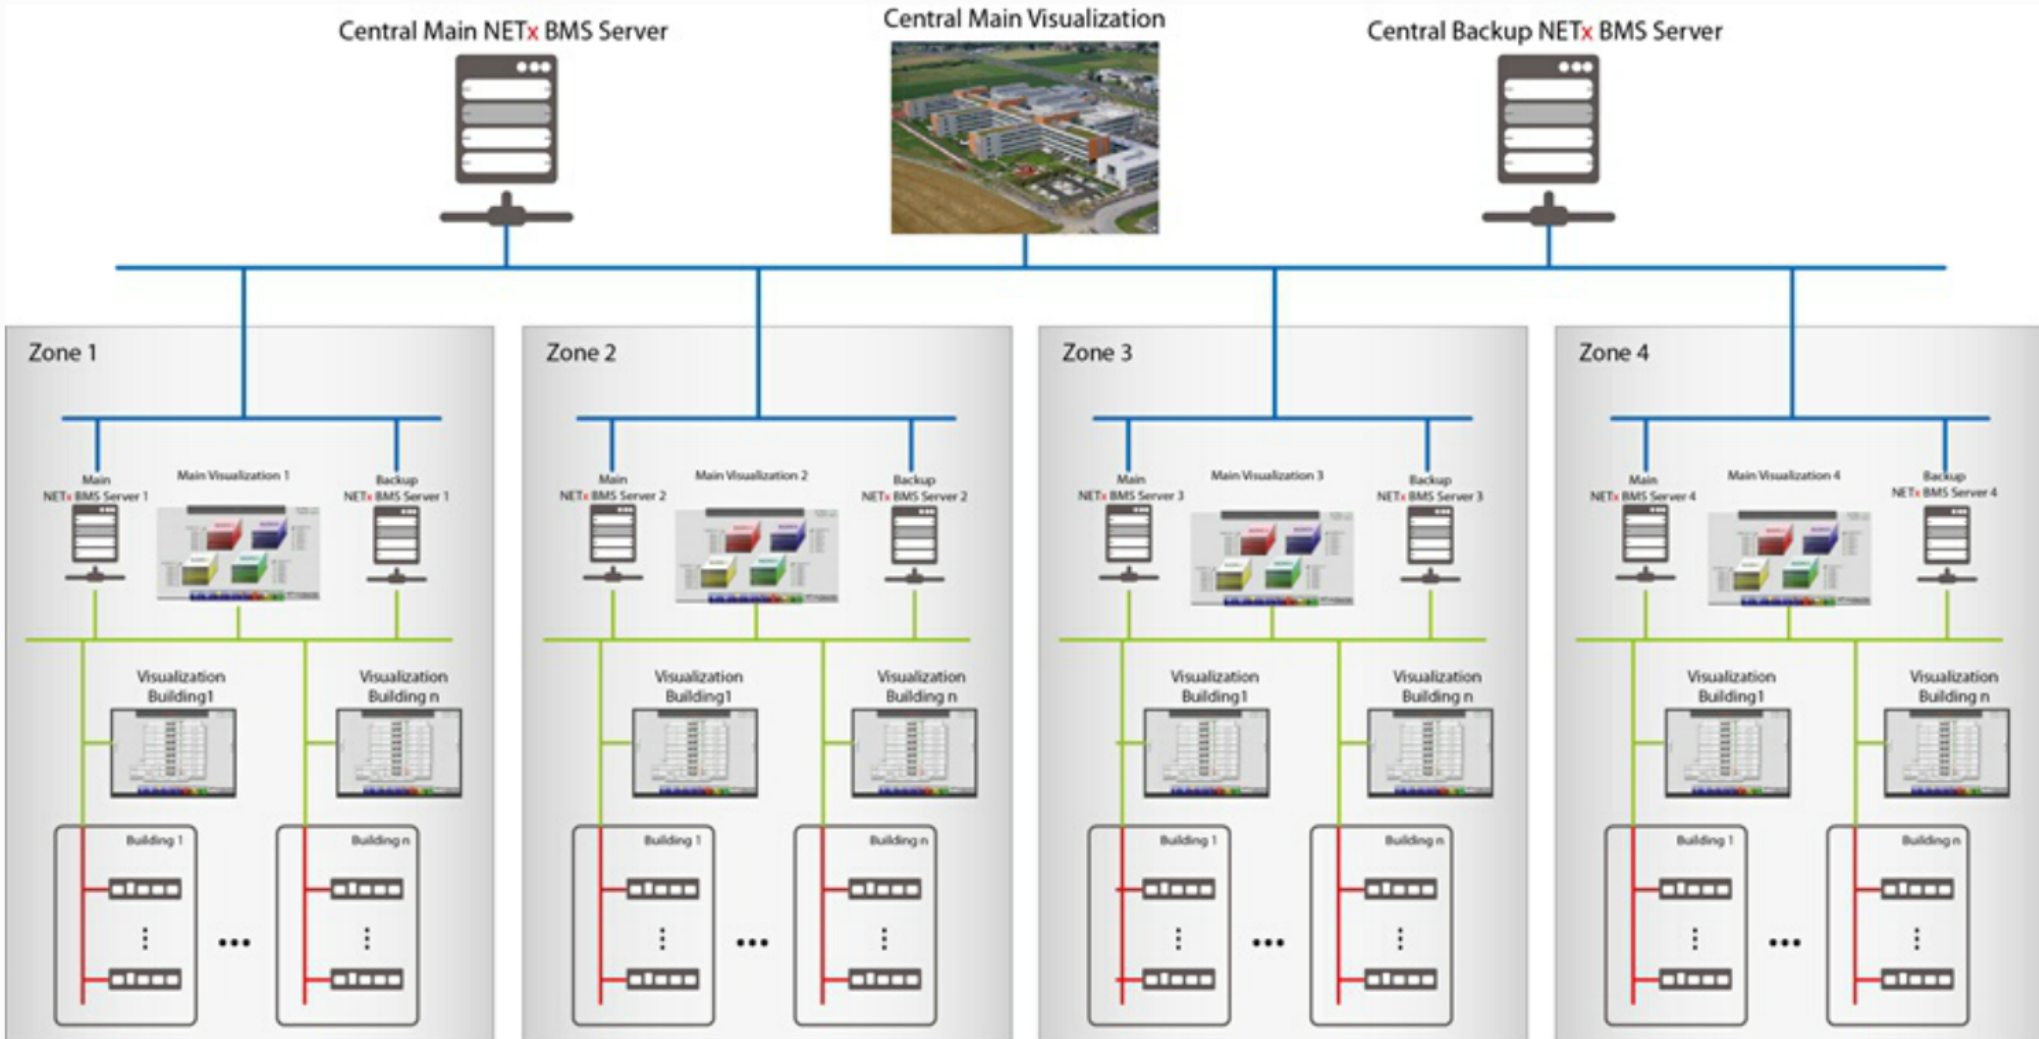 Central Main NETx BMS Server
Central Main Visualization
Central Backup NETx BMS Server
Zone 1
Main
NETx BMS Server 1
Main Visualization 1
Backup
NETx BMS Server 1
Visualization
Building1
Visualization
Building n
Building 1
Building n
Zone 2
Main
NETx BMS Server 2
Main Visualization 2
Backup
NETx BMS Server 2
Visualization
Building1
Visualization
Building n
Building 1
Building n
Zone 3
Main
NETx BMS Server 3
Main Visualization 3
Backup
NETx BMS Server 3
Visualization
Building1
Visualization
Building n
Building 1
Building n
Zone 4
Main
NETx BMS Server 4
Main Visualization 4
Backup
NETx BMS Server 4
Visualization
Building1
Visualization
Building n
Building 1
Building n